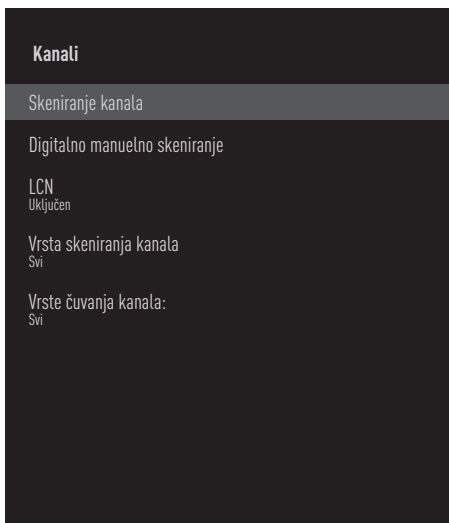 Kanali
Skeniranje kanala
Digitalno manuelno skeniranje
LCN
Uključen
Vrsta skeniranja kanala
Svi
Vrste čuvanja kanala:
Svi